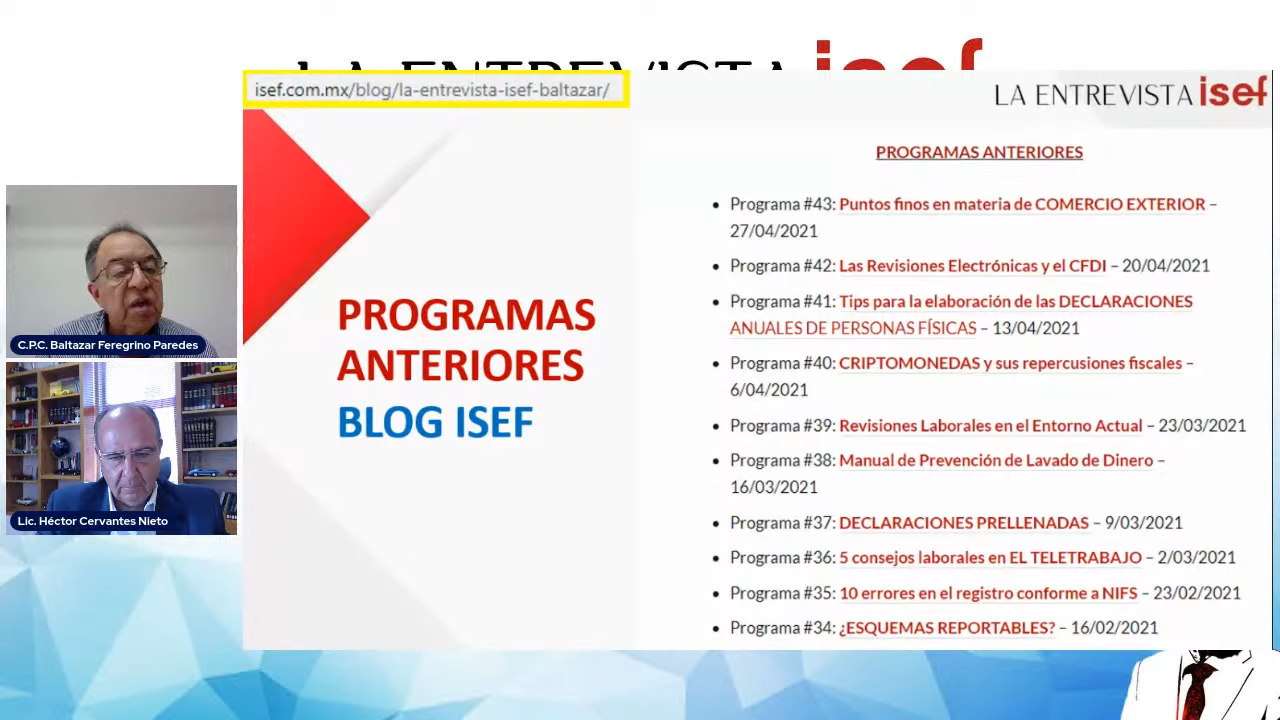 LA ENTREVISTA isef
isef.com.mx/blog/la-entrevista-isef-baltazar/
LA ENTREVISTA isef
PROGRAMAS ANTERIORES
Programa #43: Puntos finos en materia de COMERCIO EXTERIOR –
27/04/2021
Programa #42: Las Revisiones Electrónicas y el CFDI – 20/04/2021
Programa #41: Tips para la elaboración de las DECLARACIONES
ANUALES DE PERSONAS FÍSICAS – 13/04/2021
Programa #40: CRIPTOMONEDAS y sus repercusiones fiscales –
6/04/2021
Programa #39: Revisiones Laborales en el Entorno Actual – 23/03/2021
Programa #38: Manual de Prevención de Lavado de Dinero –
16/03/2021
Programa #37: DECLARACIONES PRELLENADAS – 9/03/2021
Programa #36: 5 consejos laborales en EL TELETRABAJO – 2/03/2021
Programa #35: 10 errores en el registro conforme a NIFS – 23/02/2021
Programa #34: ¿ESQUEMAS REPORTABLES? – 16/02/2021
PROGRAMAS
ANTERIORES
BLOG ISEF
C.P.C. Baltazar Feregrino Paredes
Lic. Héctor Cervantes Nieto